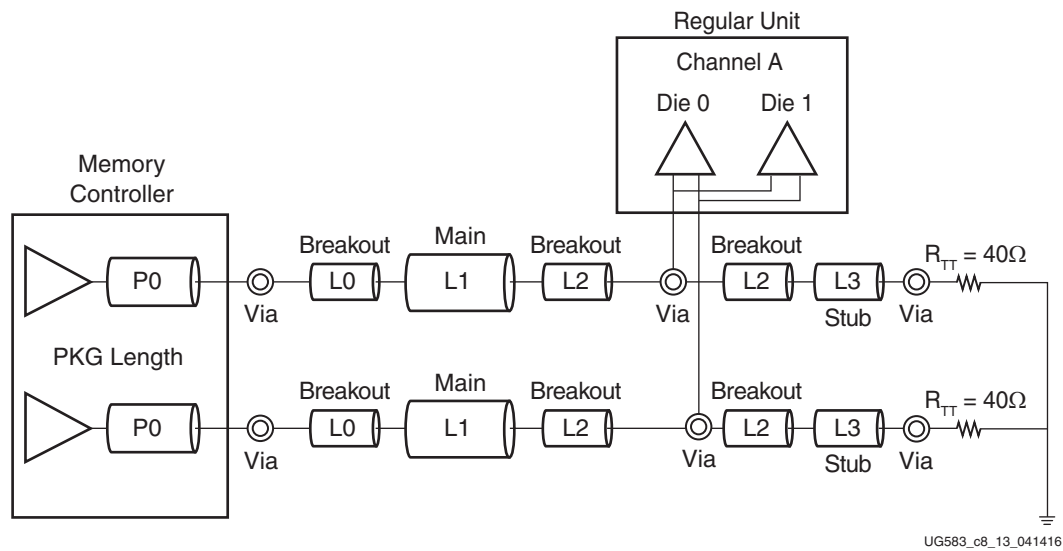 Regular Unit
Channel A
Die 0 Die 1
Memory
Controller
P0
Via
Breakout
L0
Main
L1
Breakout
L2
Breakout
L2
L3
Stub
Via
RTT = 40Ω
PKG Length
P0
Via
Breakout
L0
Main
L1
Breakout
L2
Via
Breakout
L2
L3
Stub
Via
RTT = 40Ω
Via
UG583_c8_13_041416